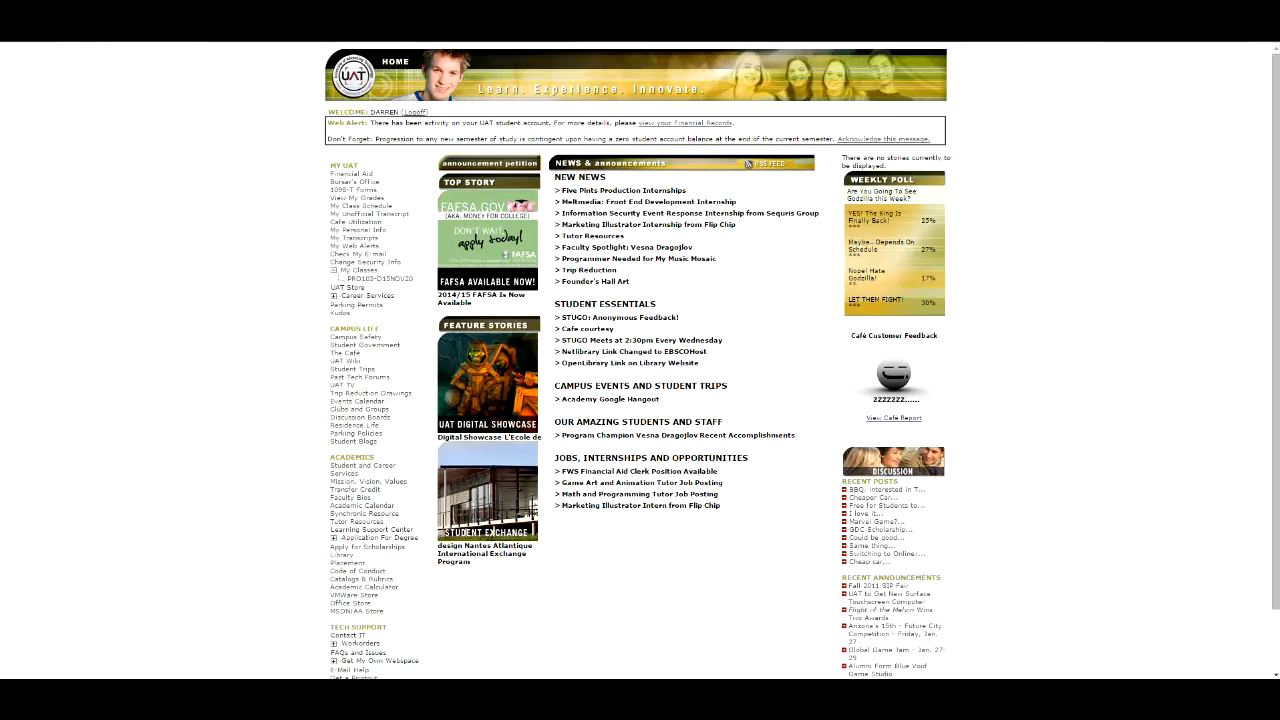 UAT
HOME
Learn. Experience. Innovate.
WELCOME: DARREN (Logoff)
Web Alert: There has been activity on your UAT student account. For more details, please view your Financial Records.
Don't Forget: Progression to any new semester of study is contingent upon having a zero student account balance at the end of the current semester. Acknowledge this message.
MY UAT
Financial Aid
Bursar's Office
1098-T Forms
View My Grades
My Class Schedule
My Unofficial Transcript
Cafe Utilization
My Personal Info
My Transcripts
My Web Alerts
Check My E-mail
Change Security Info
My Classes
PRO103-D15NOV20
UAT Store
Career Services
Parking Permits
Kudos
CAMPUS LIFE
Campus Safety
Student Government
The Café
UAT Wiki
Student Trips
Past Tech Forums
UAT TV
Trip Reduction Drawings
Events Calendar
Clubs and Groups
Discussion Boards
Residence Life
Parking Policies
Student Blogs
ACADEMICS
Student and Career
Services
Mission, Vision, Values
Transfer Credit
Faculty Bios
Academic Calendar
Synchronic Resource
Tutor Resources
Learning Support Center
Application For Degree
Apply for Scholarships
Library
Placement
Code of Conduct
Catalogs & Rubrics
Academic Calculator
VMWare Store
Office Store
MSDN:AA Store
TECH SUPPORT
Contact IT
Workorders
FAQs and Issues
Get My Own Webspace
E-Mail Help
Get a Printout
announcement petition
TOP STORY
FAFSA.GOV
(AKA: MONEY FOR COLLEGE)
DON'T WAIT,
apply today!
FAFSA
FAFSA AVAILABLE NOW!
2014/15 FAFSA Is Now
Available
FEATURE STORIES
UAT DIGITAL SHOWCASE
Digital Showcase L'Ecole de
STUDENT EXCHANGE
design Nantes Atlantique
International Exchange
Program
NEWS & announcements
RSS FEED
NEW NEWS
> Five Pints Production Internships
> Meltmedia: Front End Development Internship
> Information Security Event Response Internship from Sequris Group
> Marketing Illustrator Internship from Flip Chip
> Tutor Resources
> Faculty Spotlight: Vesna Dragojlov
> Programmer Needed for My Music Mosaic
> Trip Reduction
> Founder's Hall Art
STUDENT ESSENTIALS
> STUGO: Anonymous Feedback!
> Cafe courtesy
> STUGO Meets at 2:30pm Every Wednesday
> Netlibrary Link Changed to EBSCOHost
> OpenLibrary Link on Library Website
CAMPUS EVENTS AND STUDENT TRIPS
> Academy Google Hangout
OUR AMAZING STUDENTS AND STAFF
> Program Champion Vesna Dragojlov Recent Accomplishments
JOBS, INTERNSHIPS AND OPPORTUNITIES
> FWS Financial Aid Clerk Position Available
> Game Art and Animation Tutor Job Posting
> Math and Programming Tutor Job Posting
> Marketing Illustrator Intern from Flip Chip
There are no stories currently to
be displayed.
WEEKLY POLL
Are You Going To See
Godzilla this Week?
YES! The King Is
Finally Back! 25%
***
Maybe.. Depends On
Schedule 27%
***
Nope! Hate
Godzilla! 17%
**
LET THEM FIGHT! 30%
***
Café Customer Feedback
zzzzzzz......
View Café Report
DISCUSSION
RECENT POSTS
BBQ, interested in T...
Cheaper Car...
Free for Students to...
I love it...
Marvel Game?...
GDC Scholarship...
Could be good...
Same thing...
Switching to Online:...
Cheap car...
RECENT ANNOUNCEMENTS
Fall 2011 SIP Fair
UAT to Get New Surface
Touchscreen Computer
Flight of the Melvin Wins
Two Awards
Arizona's 15th - Future City
Competition - Friday, Jan.
27
Global Game Jam - Jan. 27-
29
Alumni Form Blue Void
Game Studio